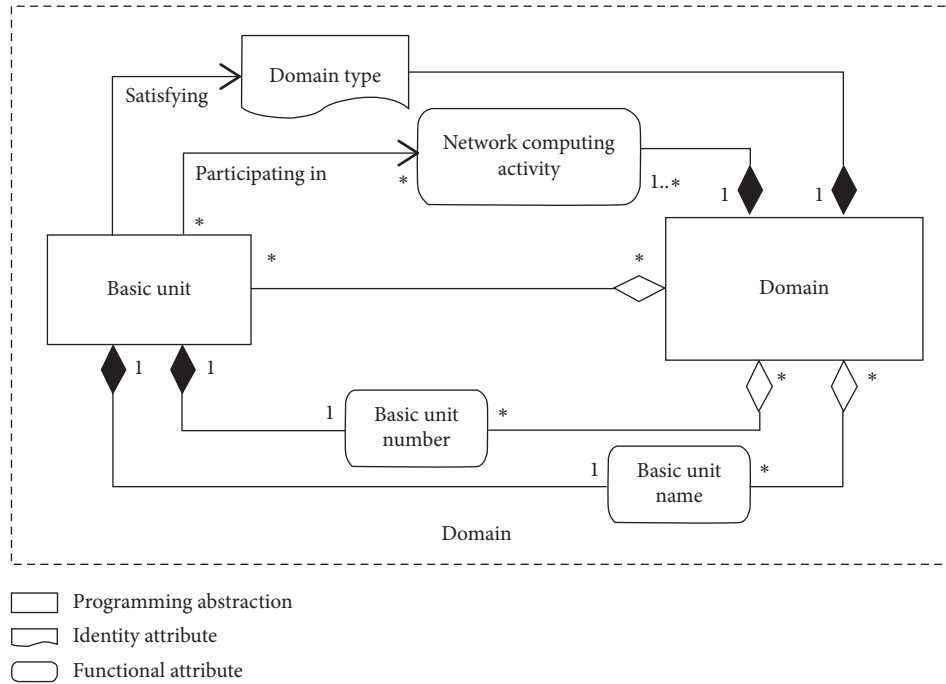 Domain type
Satisfying
Network computing
activity
Participating in
*
1..*
1
1
*
*
*
Basic unit
Domain
1
1
*
*
1
Basic unit
number
*
1
Basic unit
name
*
Domain
Programming abstraction
Identity attribute
Functional attribute